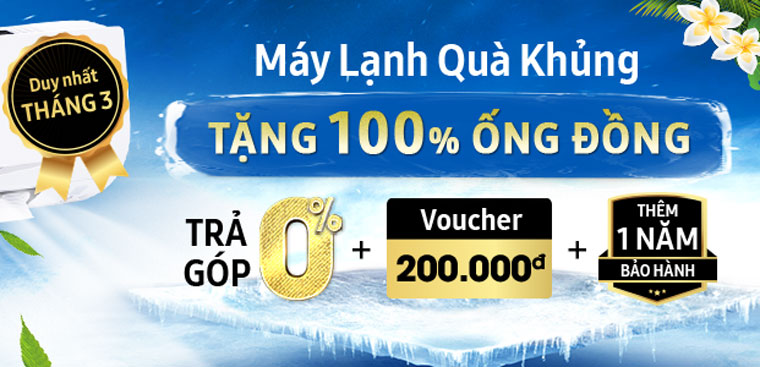 Duy nhất
THÁNG 3
Máy Lạnh Quà Khủng
TẶNG 100% ỐNG ĐỒNG
TRẢ
GÓP
0%
+
Voucher
200.000đ
+
THÊM
1 NĂM
BẢO HÀNH